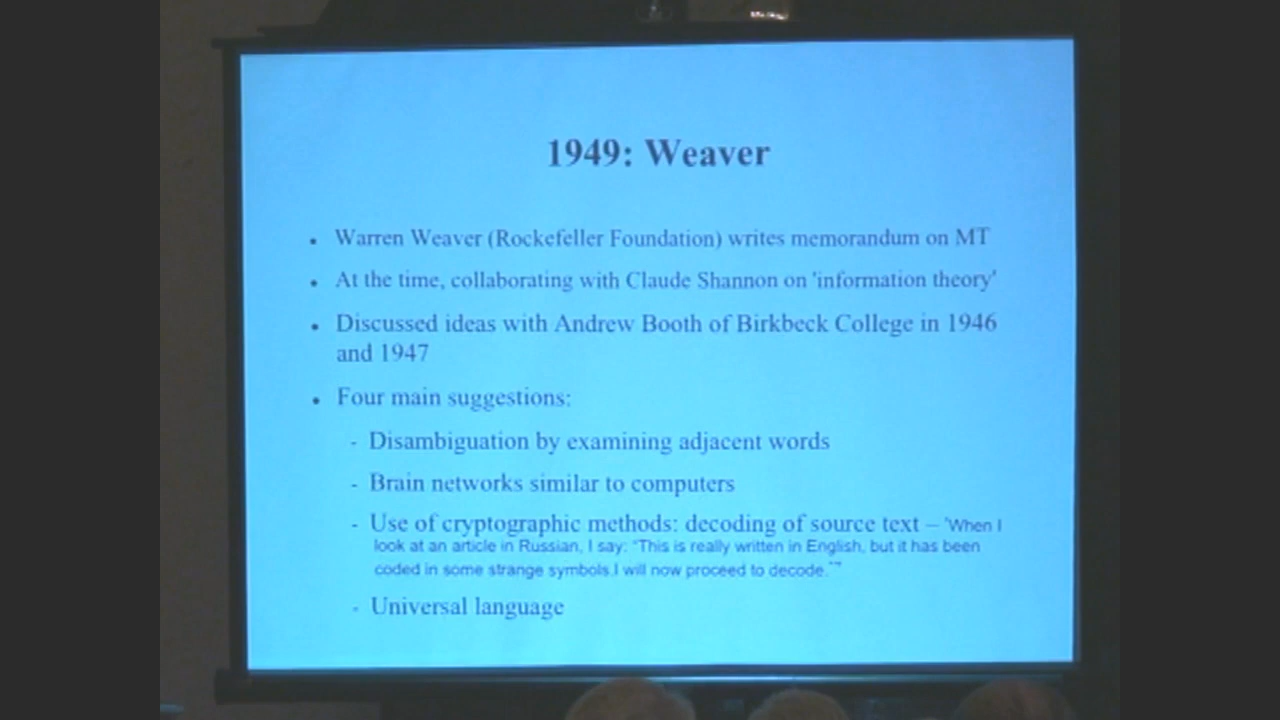 1949: Weaver
• Warren Weaver (Rockefeller Foundation) writes memorandum on MT
• At the time, collaborating with Claude Shannon on 'information theory'
• Discussed ideas with Andrew Booth of Birkbeck College in 1946
and 1947
• Four main suggestions:
- Disambiguation by examining adjacent words
- Brain networks similar to computers
- Use of cryptographic methods: decoding of source text – 'When I
look at an article in Russian, I say: "This is really written in English, but it has been
coded in some strange symbols.I will now proceed to decode."'
- Universal language